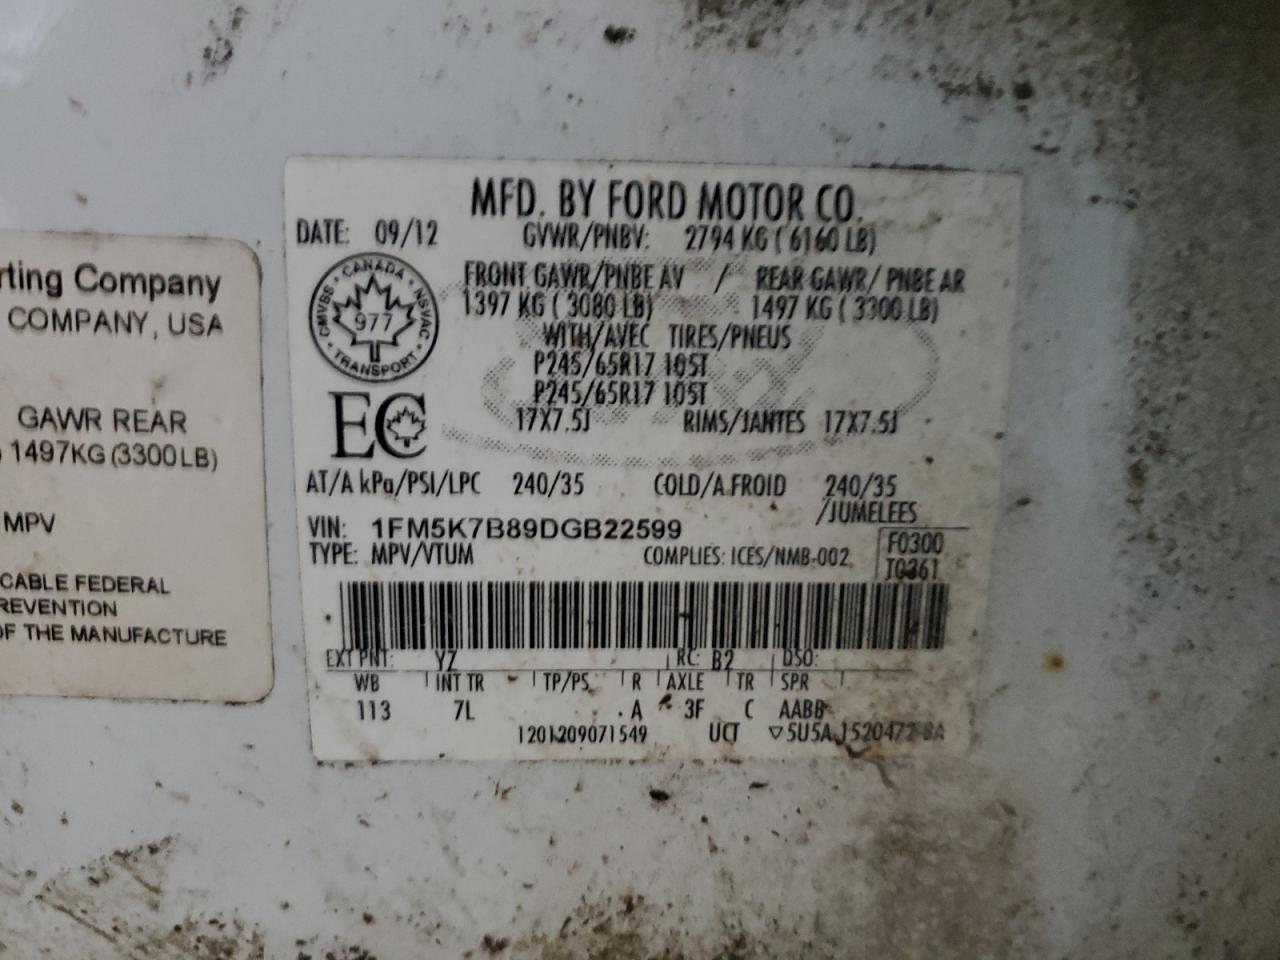 MFD. BY FORD MOTOR CO.
DATE: 09/12 GVWR/PNBV: 2794 KG ( 6160 LB)
FRONT GAWR/PNBE AV / REAR GAWR/ PNBE AR
1397 KG ( 3080 LB) 1497 KG ( 3300 LB)
WITH/AVEC TIRES/PNEUS
P245/65R17 105T
P245/65R17 105T
17X7.5J RIMS/JANTES 17X7.5J
CANADA
CMVSS 977 NSVAC
TRANSPORT
EC
AT/A kPa/PSI/LPC 240/35 COLD/A.FROID 240/35
/JUMELEES
VIN: 1FM5K7B89DGB22599
TYPE: MPV/VTUM COMPLIES: ICES/NMB-002 F0300
T0361
EXT PNT: YZ RC: B2 DSO:
WB INT TR TP/PS R AXLE TR SPR
113 7L A 3F C AABB
1201209071549 UCT ▽5U5A
rting Company
COMPANY, USA
GAWR REAR
) 1497KG (3300LB)
MPV
CABLE FEDERAL
REVENTION
OF THE MANUFACTURE